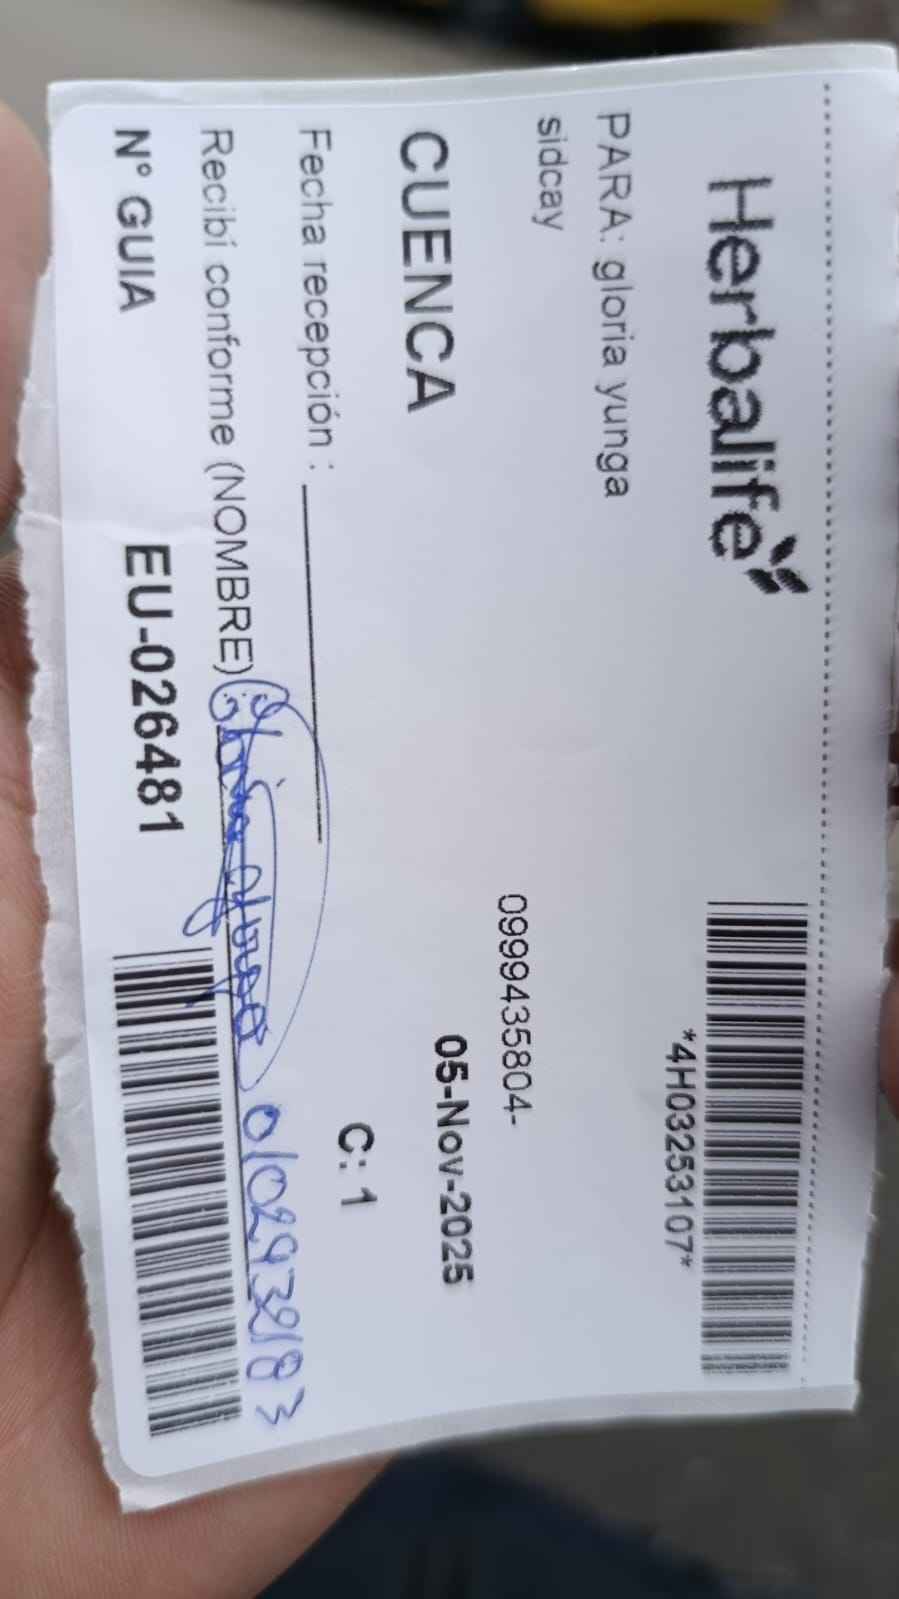 Herbalife
*4H03253107*
PARA: gloria yunga
sidcay
0999435804-
CUENCA
05-Nov-2025
Fecha recepción :
C: 1
Recibí conforme (NOMBRE) 0102932183
Nº GUIA EU-026481